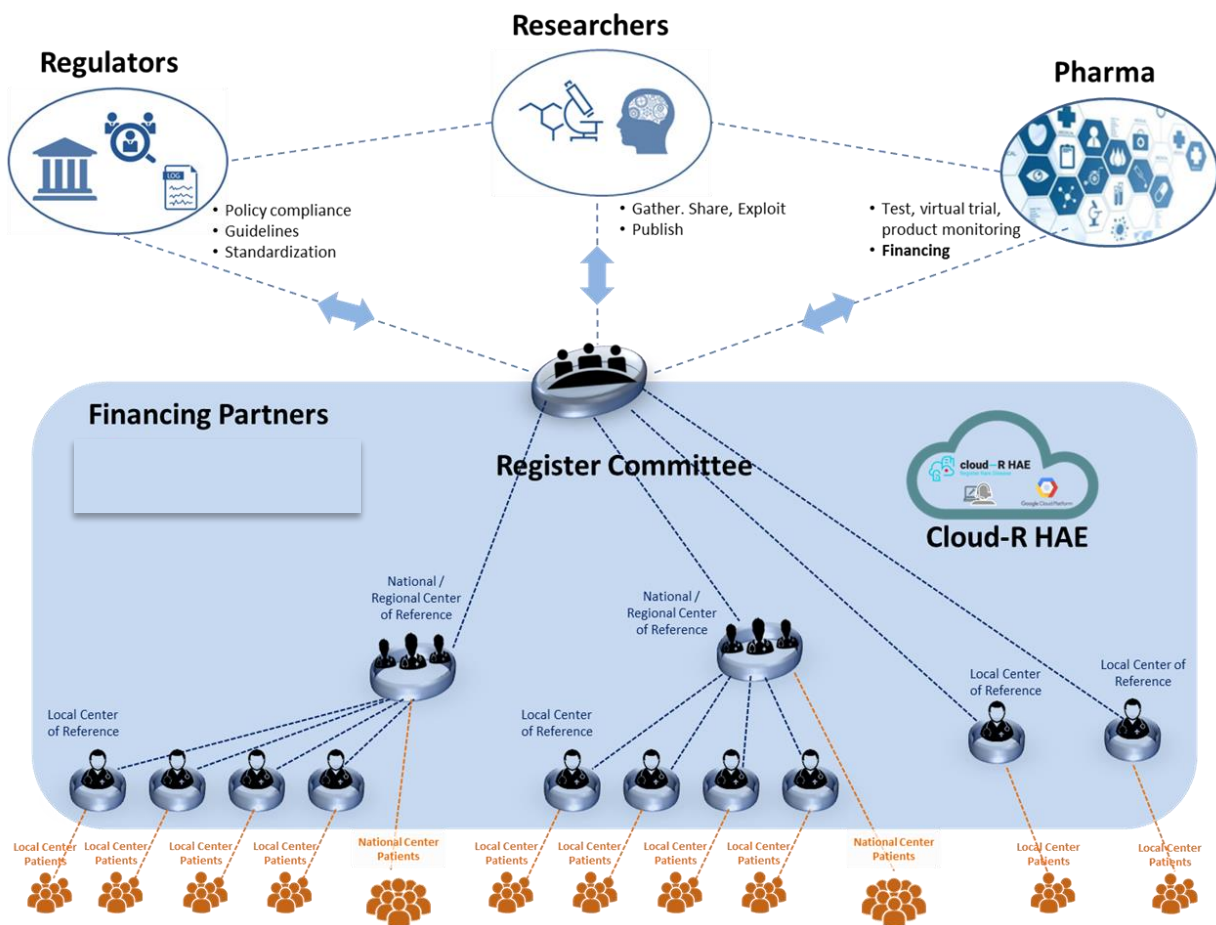 Researchers
Regulators
Pharma
LOG
• Policy compliance
• Guidelines
• Standardization
• Gather. Share, Exploit
• Publish
• Test, virtual trial,
product monitoring
• Financing
Financing Partners
Register Committee
cloud-R HAE
Google Cloud Platform
Cloud-R HAE
National /
Regional Center
of Reference
National /
Regional Center
of Reference
Local Center
of Reference
Local Center of
Reference
Local Center
of Reference
Local Center
of Reference
Local Center
Patients
Local Center
Patients
Local Center
Patients
Local Center
Patients
National Center
Patients
Local Center
Patients
Local Center
Patients
Local Center
Patients
Local Center
Patients
National Center
Patients
Local Center
Patients
Local Center
Patients